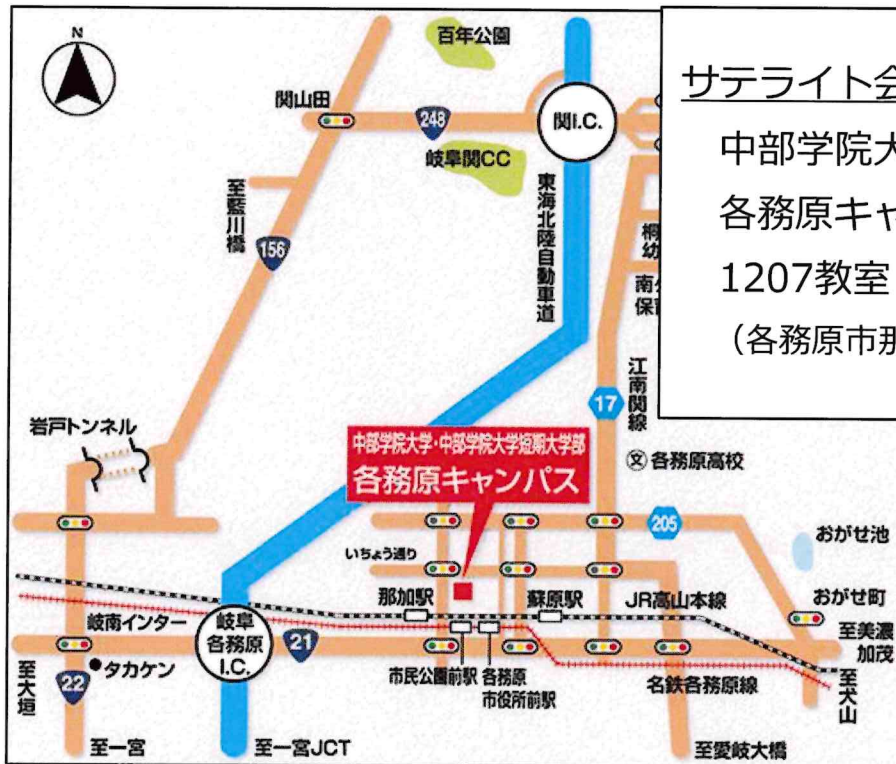 N
百年公園
関山田
248
関I.C.
岐阜関CC
至藍川橋
156
東海北陸自動車道
サテライト会
中部学院大
各務原キャ
1207教室
（各務原市那
桐
幼
南
保育
江南関線
17
岩戸トンネル
中部学院大学・中部学院大学短期大学部
各務原キャンパス
文 各務原高校
205
おがせ池
いちょう通り
那加駅
蘇原駅
JR高山本線
おがせ町
岐南インター
岐阜
各務原
I.C.
21
至美濃
加茂
タカケン
22
至大垣
市民公園前駅
各務原
市役所前駅
名鉄各務原線
至犬山
至一宮
至一宮JCT
至愛岐大橋